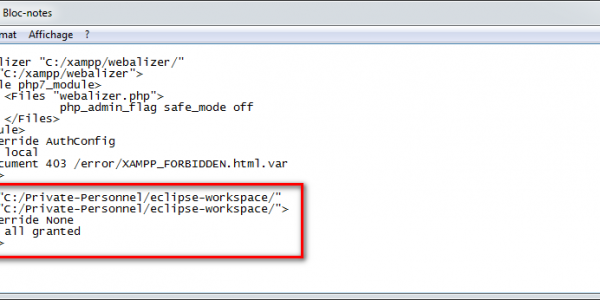 Bloc-notes
mat Affichage ?
lizer "C:/xampp/webalizer/"
"C:/xampp/webalizer">
le php7_module>
<Files "webalizer.php">
php_admin_flag safe_mode off
</Files>
ule>
erride AuthConfig
local
cument 403 /error/XAMPP_FORBIDDEN.html.var
>
"C:/Private-Personnel/eclipse-workspace/"
"C:/Private-Personnel/eclipse-workspace/">
erride None
all granted
>